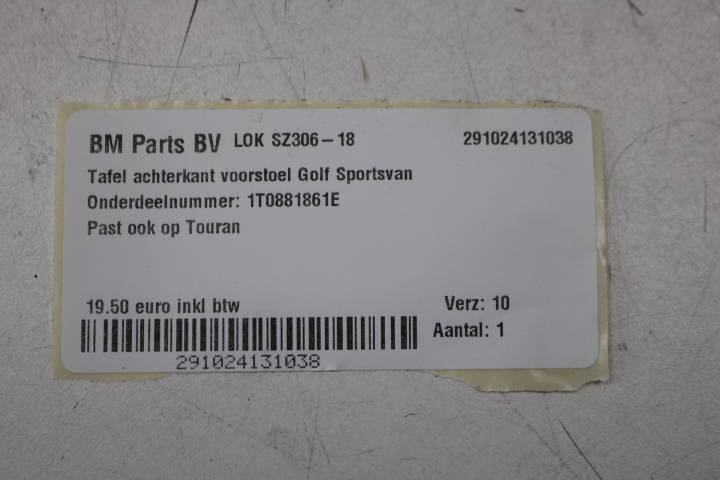 BM Parts BV LOK SZ306-18 291024131038
Tafel achterkant voorstoel Golf Sportsvan
Onderdeelnummer: 1T0881861E
Past ook op Touran
19.50 euro inkl btw Verz: 10
Aantal: 1
291024131038